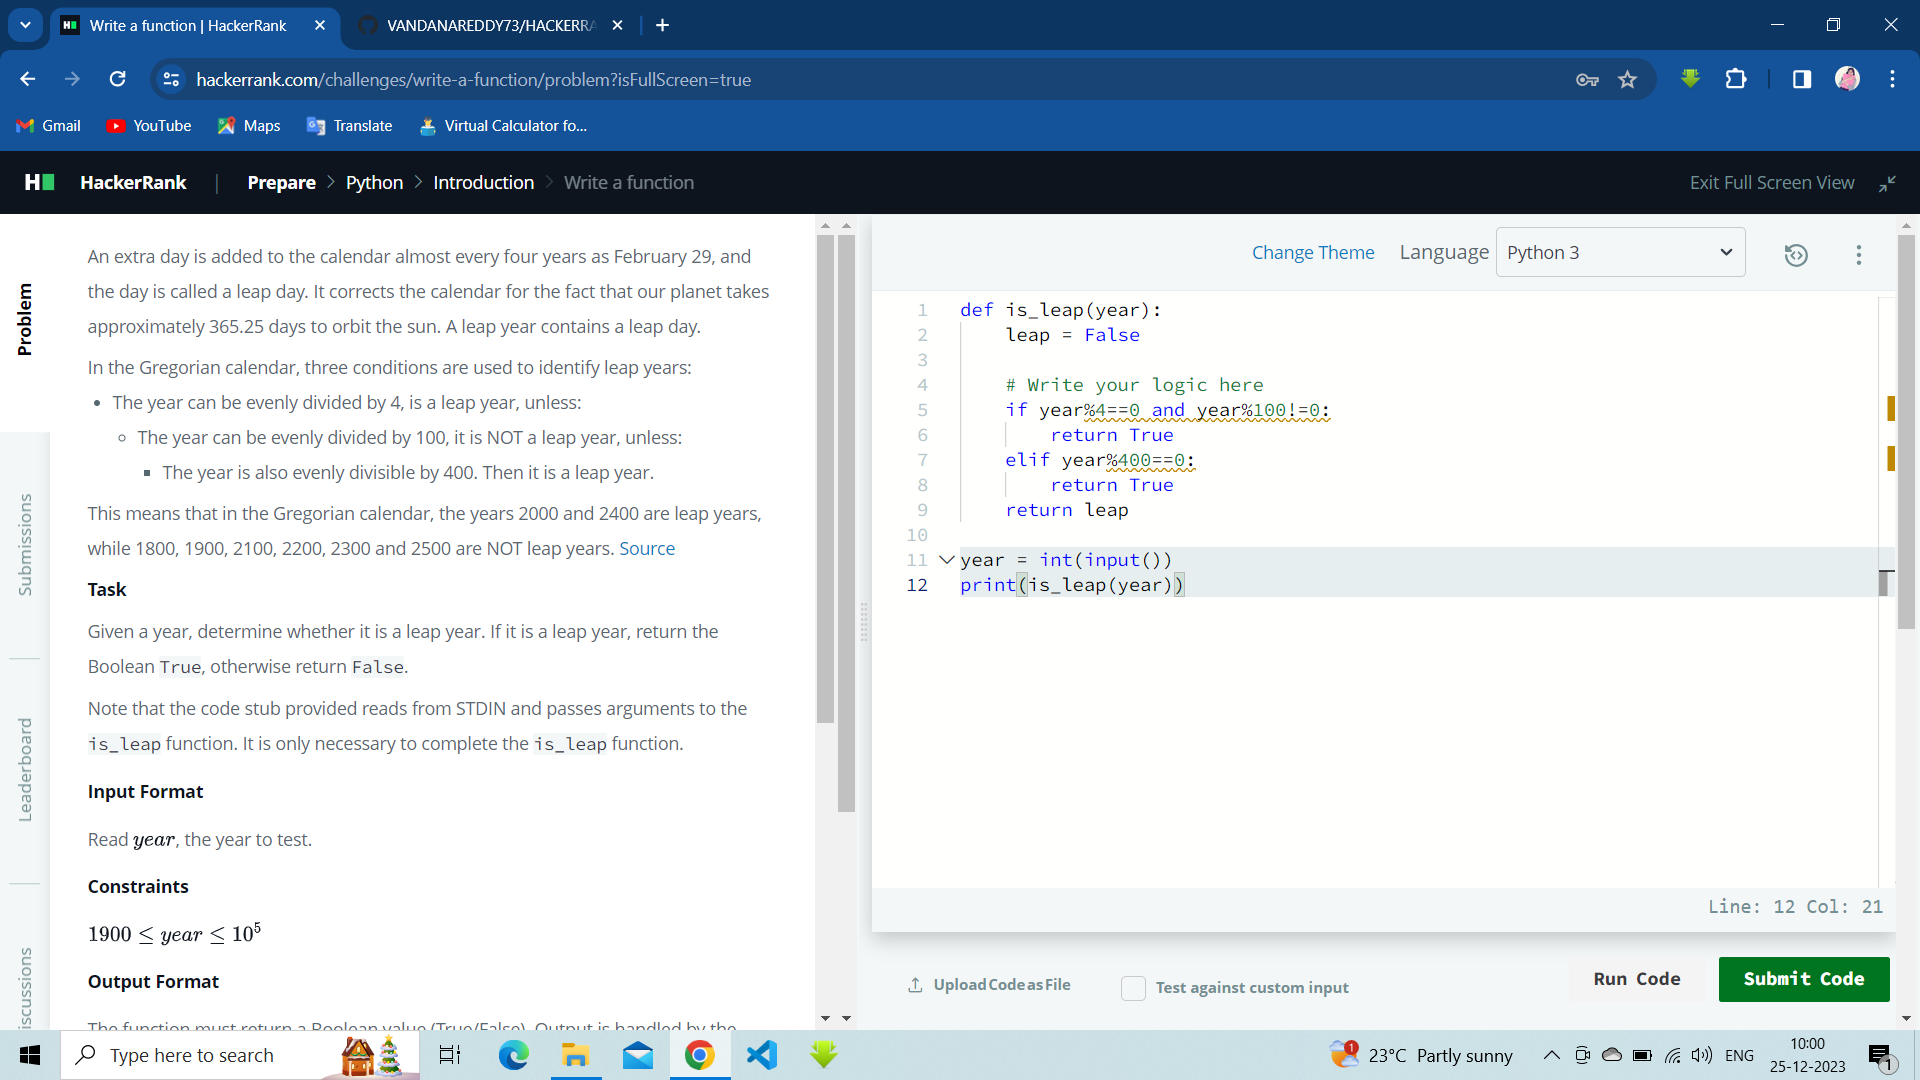 Write a function | HackerRank
VANDANAREDDY73/HACKERRA
hackerrank.com/challenges/write-a-function/problem?isFullScreen=true
Gmail
YouTube
Maps
Translate
Virtual Calculator fo...
HackerRank
Prepare
Python
Introduction
Write a function
Exit Full Screen View
Problem
Submissions
Leaderboard
An extra day is added to the calendar almost every four years as February 29, and
the day is called a leap day. It corrects the calendar for the fact that our planet takes
approximately 365.25 days to orbit the sun. A leap year contains a leap day.
In the Gregorian calendar, three conditions are used to identify leap years:
• The year can be evenly divided by 4, is a leap year, unless:
◦ The year can be evenly divided by 100, it is NOT a leap year, unless:
▪ The year is also evenly divisible by 400. Then it is a leap year.
This means that in the Gregorian calendar, the years 2000 and 2400 are leap years,
while 1800, 1900, 2100, 2200, 2300 and 2500 are NOT leap years. Source
Task
Given a year, determine whether it is a leap year. If it is a leap year, return the
Boolean True, otherwise return False.
Note that the code stub provided reads from STDIN and passes arguments to the
is_leap function. It is only necessary to complete the is_leap function.
Input Format
Read year, the year to test.
Constraints
1900 ≤ year ≤ 10⁵
Output Format
The function must return a Boolean value (True/False). Output is handled by the
Change Theme
Language
Python 3
1 def is_leap(year):
2     leap = False
3
4     # Write your logic here
5     if year%4==0 and year%100!=0:
6         return True
7     elif year%400==0:
8         return True
9     return leap
10
11 year = int(input())
12 print(is_leap(year))
Line: 12 Col: 21
Upload Code as File
Test against custom input
Run Code
Submit Code
Type here to search
1
23°C Partly sunny
ENG
10:00
25-12-2023
1